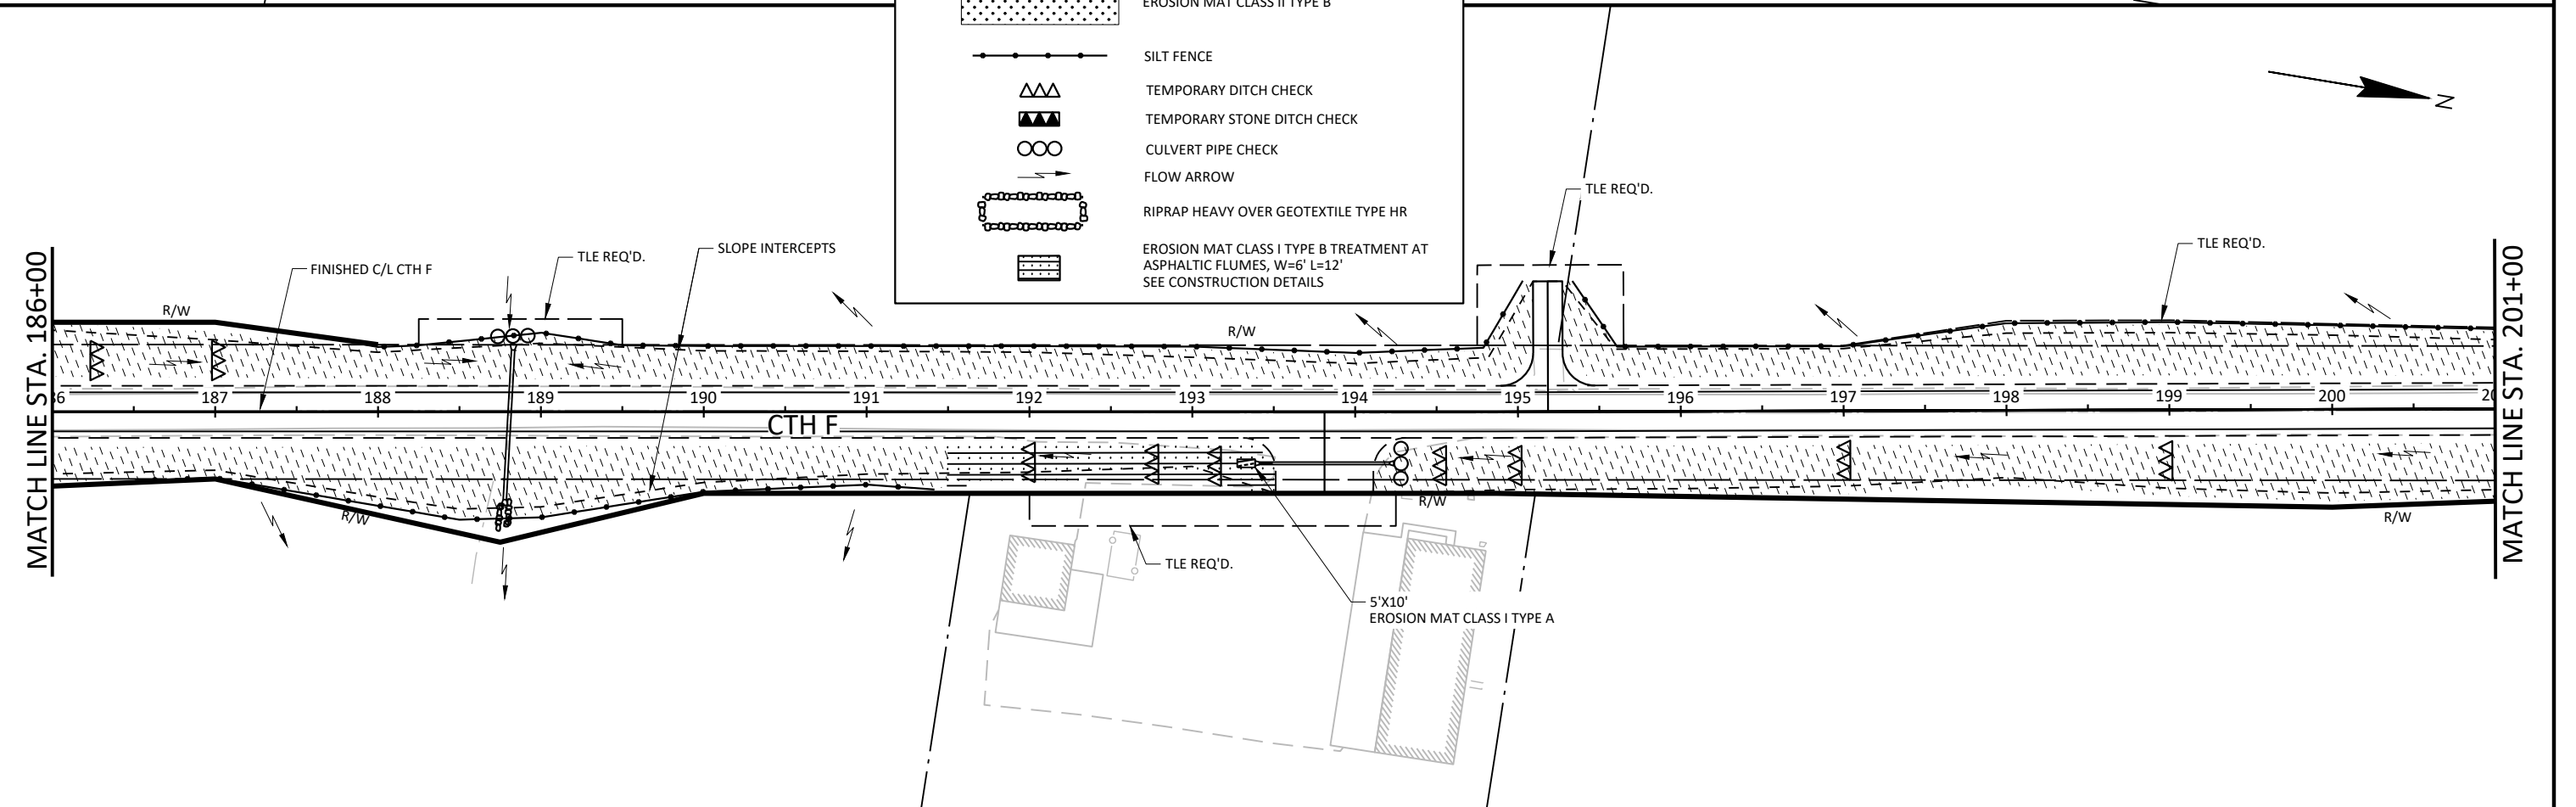 EROSION MAT CLASS II TYPE B
SILT FENCE
TEMPORARY DITCH CHECK
TEMPORARY STONE DITCH CHECK
CULVERT PIPE CHECK
FLOW ARROW
RIPRAP HEAVY OVER GEOTEXTILE TYPE HR
EROSION MAT CLASS I TYPE B TREATMENT AT
ASPHALTIC FLUMES, W=6' L=12'
SEE CONSTRUCTION DETAILS
N
TLE REQ'D.
MATCH LINE STA. 186+00
FINISHED C/L CTH F
TLE REQ'D.
SLOPE INTERCEPTS
TLE REQ'D.
MATCH LINE STA. 201+00
R/W
R/W
86 187 188 189 190 191 192 193 194 195 196 197 198 199 200 20
CTH F
R/W
R/W
R/W
TLE REQ'D.
5'X10'
EROSION MAT CLASS I TYPE A